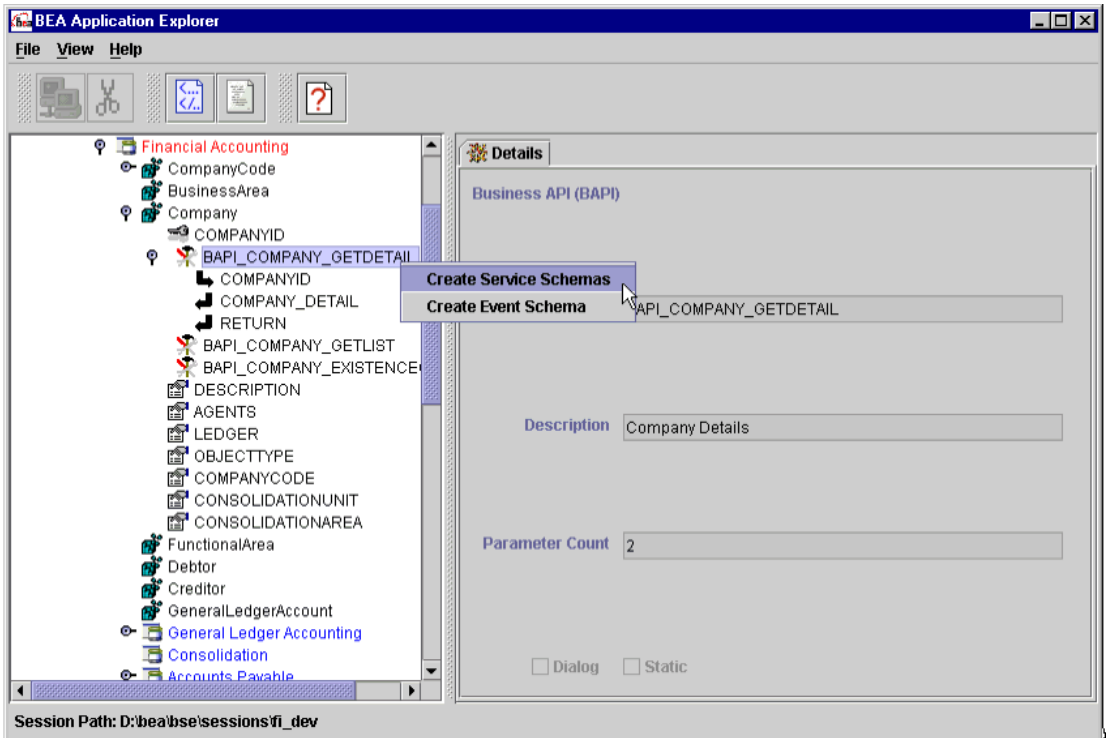 BEA Application Explorer
File View Help
Financial Accounting
CompanyCode
BusinessArea
Company
COMPANYID
BAPI_COMPANY_GETDETAIL
COMPANYID
COMPANY_DETAIL
RETURN
BAPI_COMPANY_GETLIST
BAPI_COMPANY_EXISTENCE
DESCRIPTION
AGENTS
LEDGER
OBJECTTYPE
COMPANYCODE
CONSOLIDATIONUNIT
CONSOLIDATIONAREA
FunctionalArea
Debtor
Creditor
GeneralLedgerAccount
General Ledger Accounting
Consolidation
Accounts Payable
Create Service Schemas
Create Event Schema
Details
Business API (BAPI)
API_COMPANY_GETDETAIL
Description Company Details
Parameter Count 2
Dialog Static
Session Path: D:\bea\bse\sessions\fi_dev